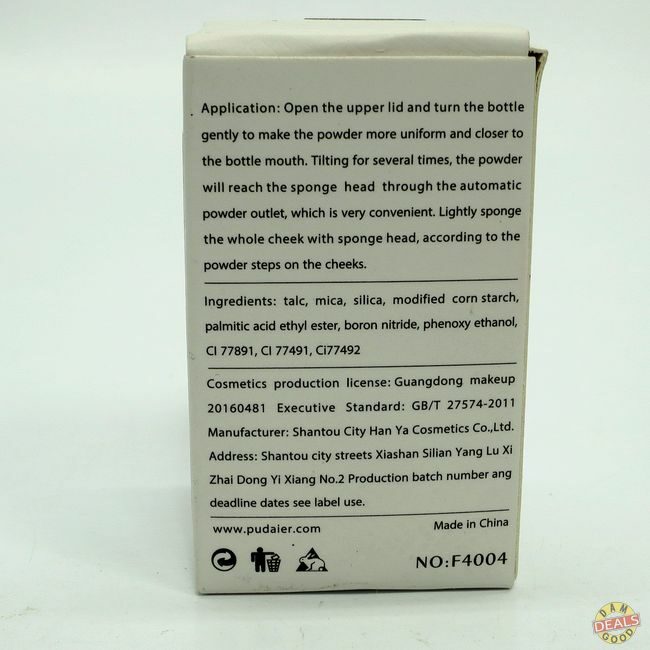 Application: Open the upper lid and turn the bottle
gently to make the powder more uniform and closer to
the bottle mouth. Tilting for several times, the powder
will reach the sponge head through the automatic
powder outlet, which is very convenient. Lightly sponge
the whole cheek with sponge head, according to the
powder steps on the cheeks.
Ingredients: talc, mica, silica, modified corn starch,
palmitic acid ethyl ester, boron nitride, phenoxy ethanol,
CI 77891, CI 77491, Ci77492
Cosmetics production license: Guangdong makeup
20160481 Executive Standard: GB/T 27574-2011
Manufacturer: Shantou City Han Ya Cosmetics Co.,Ltd.
Address: Shantou city streets Xiashan Silian Yang Lu Xi
Zhai Dong Yi Xiang No.2 Production batch number ang
deadline dates see label use.
www.pudaier.com
Made in China
NO:F4004
DAM
DEALS
GOOD